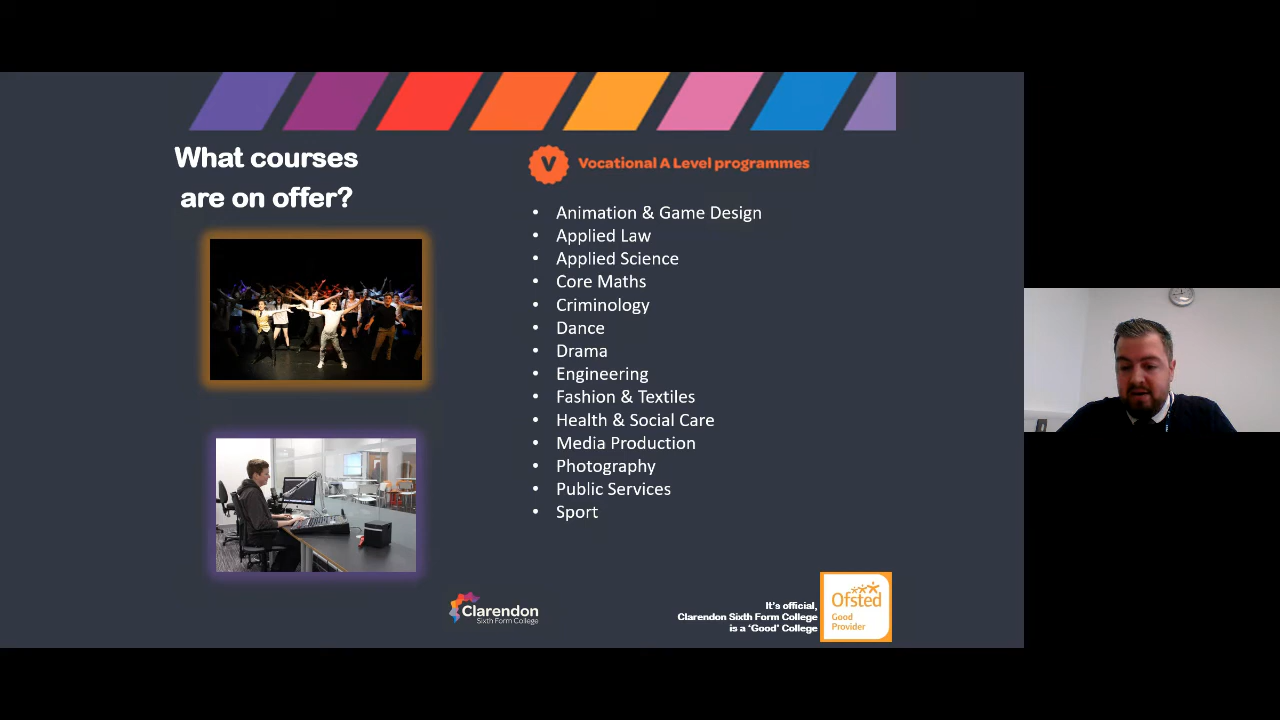 What courses
are on offer?
V
Vocational A Level programmes
• Animation & Game Design
• Applied Law
• Applied Science
• Core Maths
• Criminology
• Dance
• Drama
• Engineering
• Fashion & Textiles
• Health & Social Care
• Media Production
• Photography
• Public Services
• Sport
Clarendon
Sixth Form College
It's official,
Clarendon Sixth Form College
is a 'Good' College
Ofsted
Good
Provider